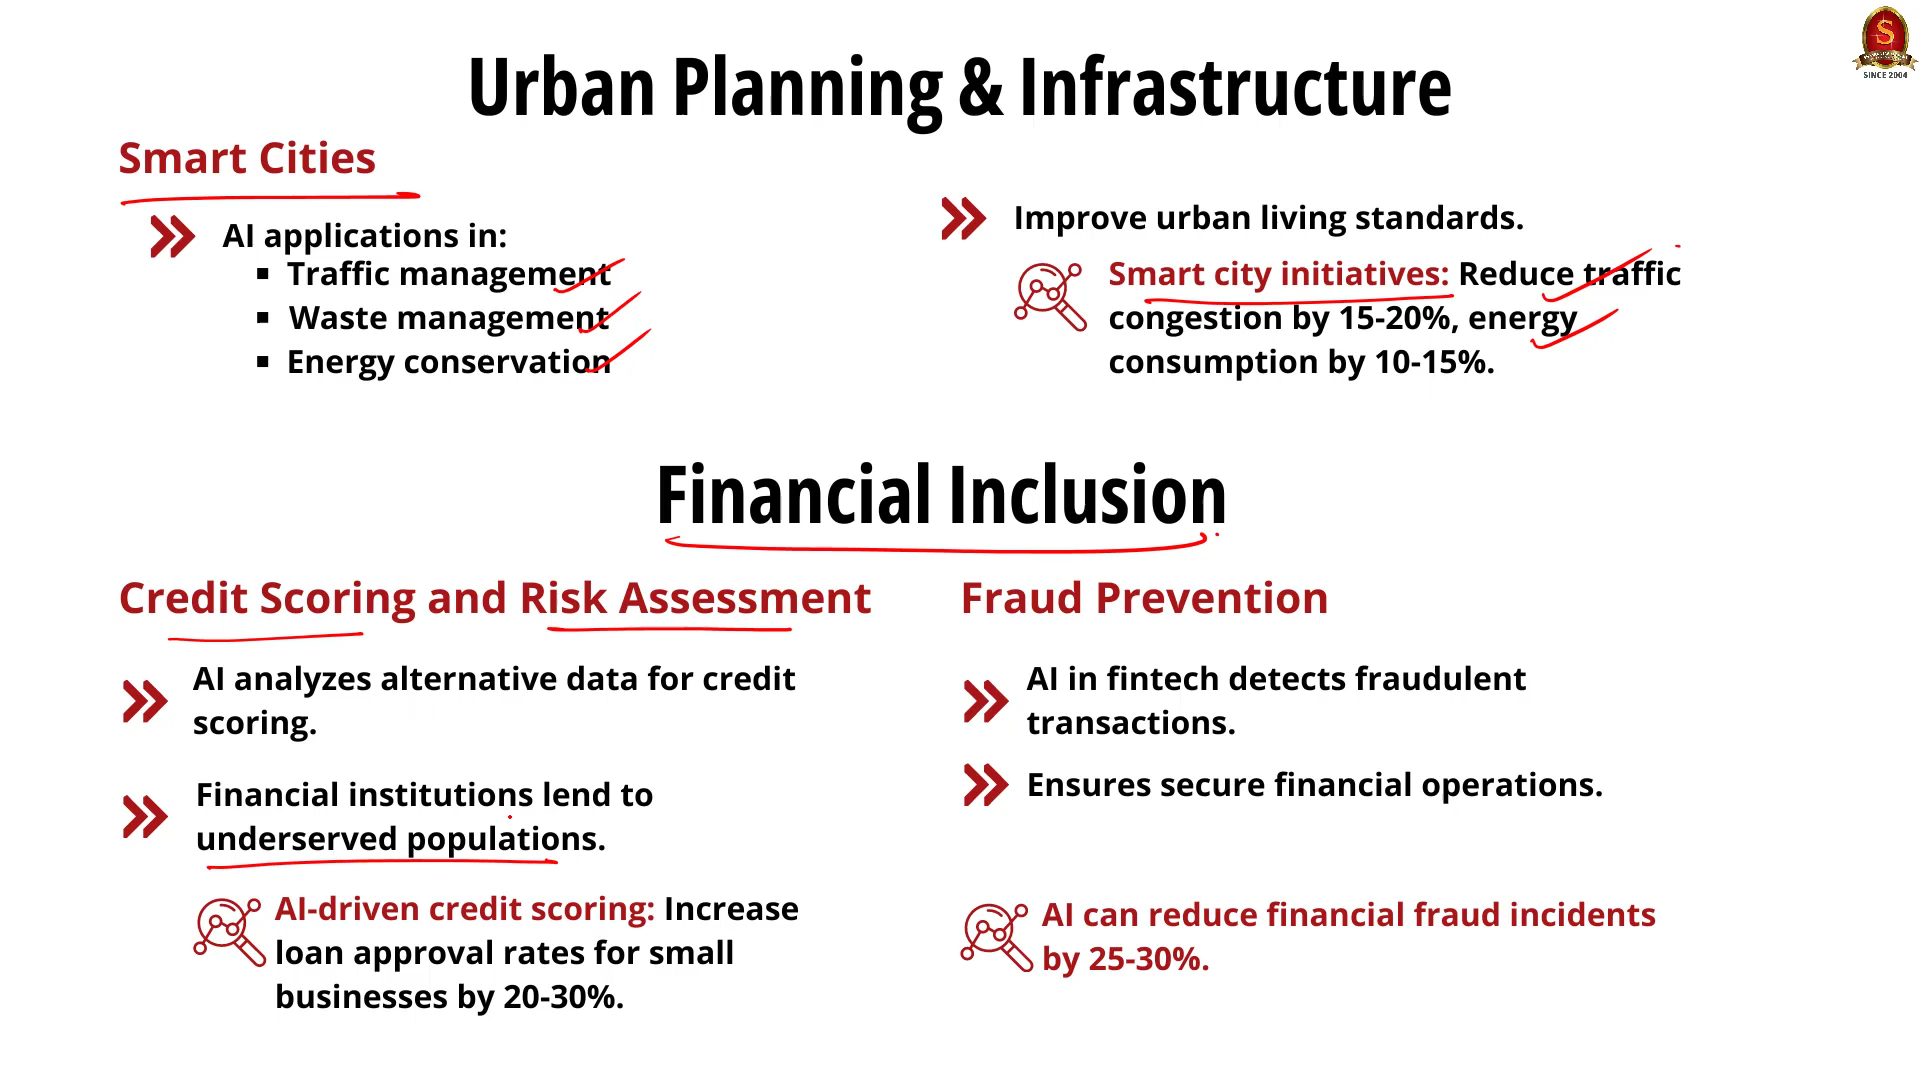 S
SINCE 2004
Urban Planning & Infrastructure
Smart Cities
AI applications in:
Traffic management
Waste management
Energy conservation
Improve urban living standards.
Smart city initiatives: Reduce traffic
congestion by 15-20%, energy
consumption by 10-15%.
Financial Inclusion
Credit Scoring and Risk Assessment
AI analyzes alternative data for credit
scoring.
Financial institutions lend to
underserved populations.
AI-driven credit scoring: Increase
loan approval rates for small
businesses by 20-30%.
Fraud Prevention
AI in fintech detects fraudulent
transactions.
Ensures secure financial operations.
AI can reduce financial fraud incidents
by 25-30%.